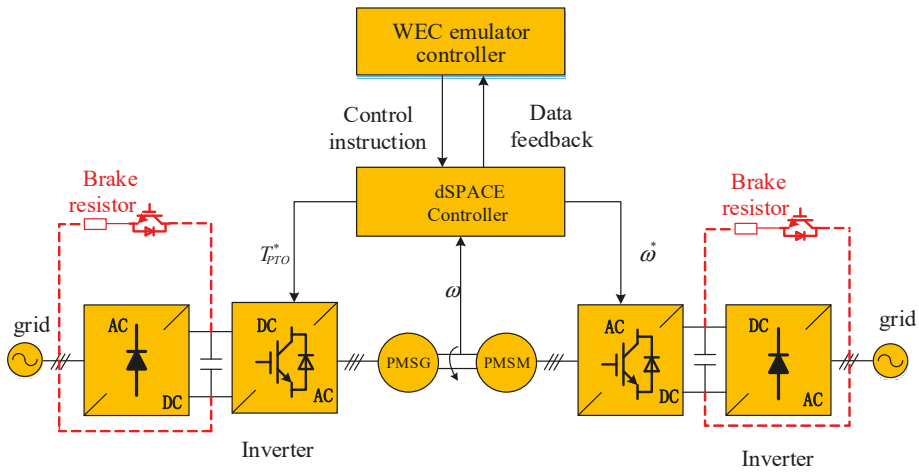 WEC emulator
controller
Control
instruction
Data
feedback
Brake
resistor
dSPACE
Controller
Brake
resistor
T*PTO
ω
ω*
grid
AC
DC
DC
AC
PMSG
PMSM
AC
DC
DC
AC
grid
Inverter
Inverter